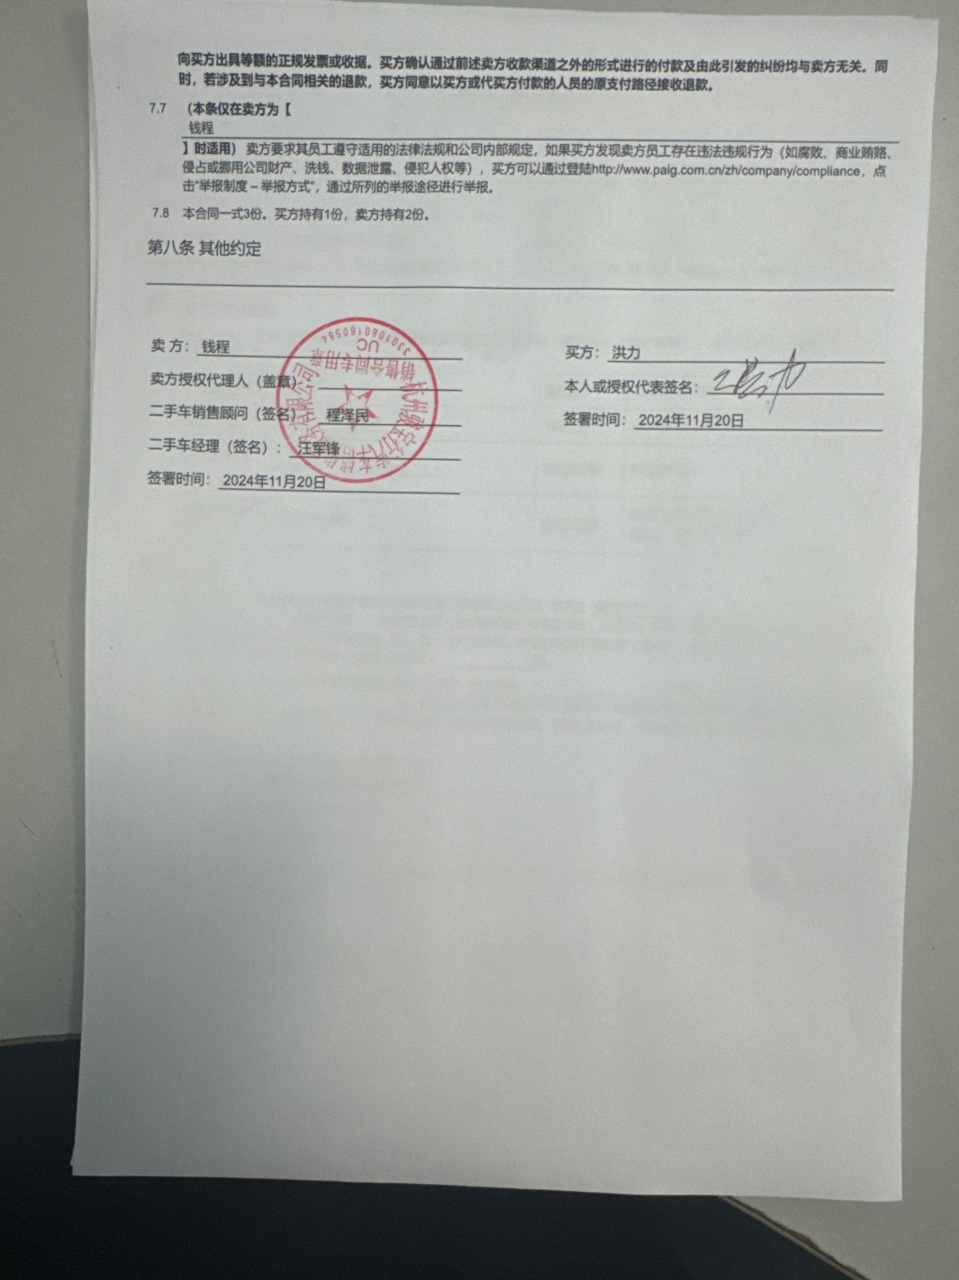 向买方出具等额的正规发票或收据。买方确认通过前述卖方收款渠道之外的形式进行的付款及由此引发的纠纷均与卖方无关。同
时，若涉及到与本合同相关的退款，买方同意以买方或代买方付款的人员的原支付路径接收退款。
7.7 （本条仅在卖方为【
钱程
】时适用）卖方要求其员工遵守适用的法律法规和公司内部规定，如果买方发现卖方员工存在违法违规行为（如腐败、商业贿赂、
侵占或挪用公司财产、洗钱、数据泄露、侵犯人权等），买方可以通过登陆http://www.paig.com.cn/zh/company/compliance，点
击“举报制度 – 举报方式”，通过所列的举报途径进行举报。
7.8 本合同一式3份。买方持有1份，卖方持有2份。
第八条 其他约定
卖 方： 钱程
卖方授权代理人（盖章）
二手车销售顾问（签名） 程泽民
二手车经理（签名）： 汪军锋
签署时间： 2024年11月20日
买方： 洪力
本人或授权代表签名：
签署时间： 2024年11月20日
销售合同专用章
UC
3301080160584